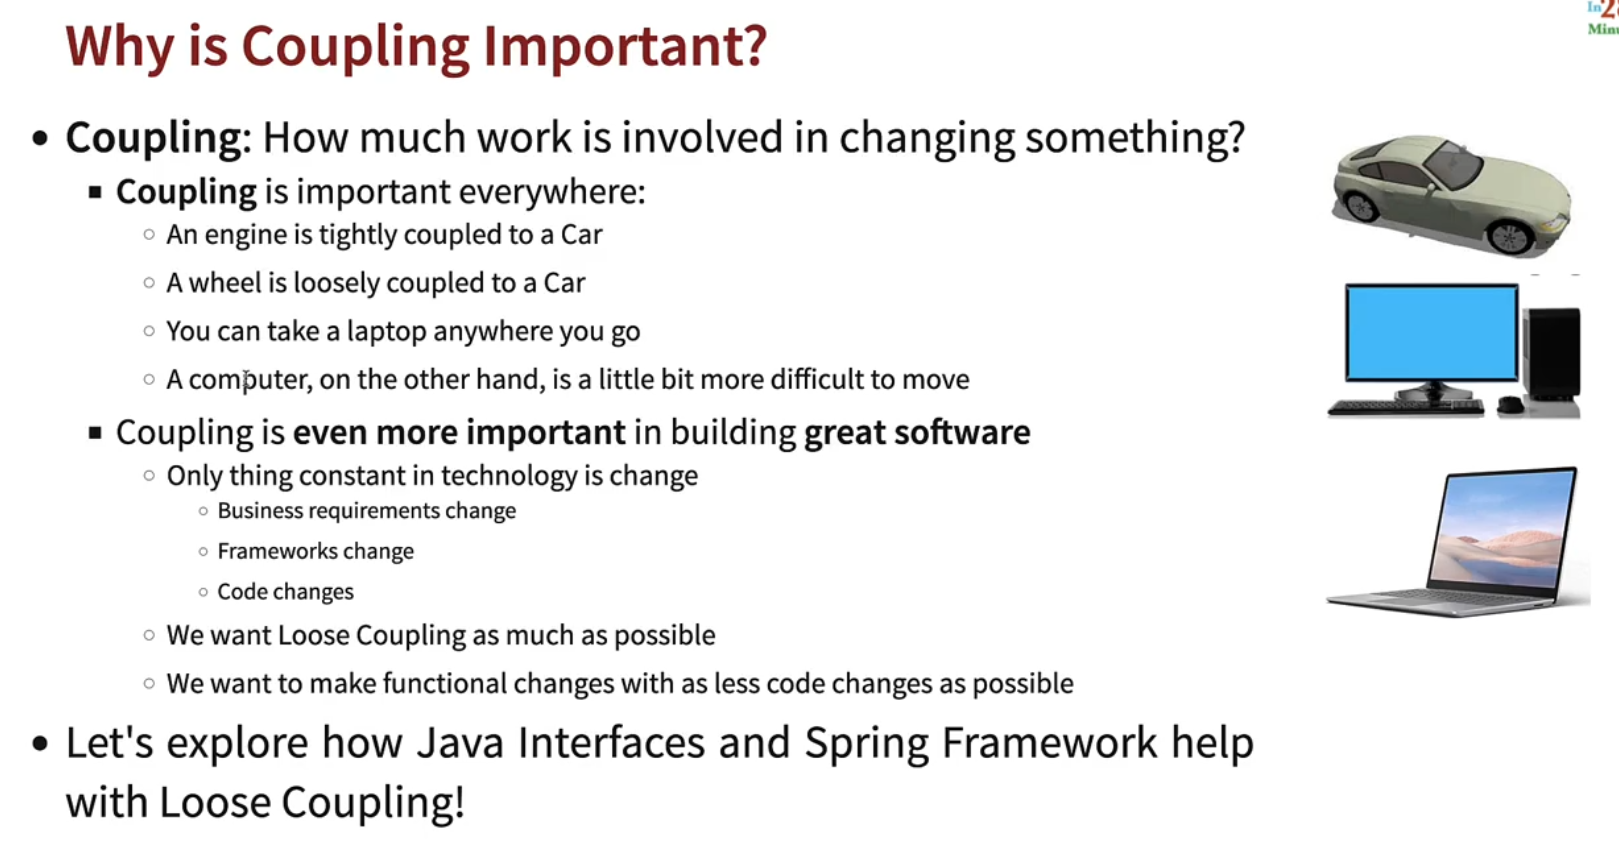 In28
Minu
Why is Coupling Important?
Coupling: How much work is involved in changing something?
Coupling is important everywhere:
An engine is tightly coupled to a Car
A wheel is loosely coupled to a Car
You can take a laptop anywhere you go
A computer, on the other hand, is a little bit more difficult to move
Coupling is even more important in building great software
Only thing constant in technology is change
Business requirements change
Frameworks change
Code changes
We want Loose Coupling as much as possible
We want to make functional changes with as less code changes as possible
Let's explore how Java Interfaces and Spring Framework help
with Loose Coupling!